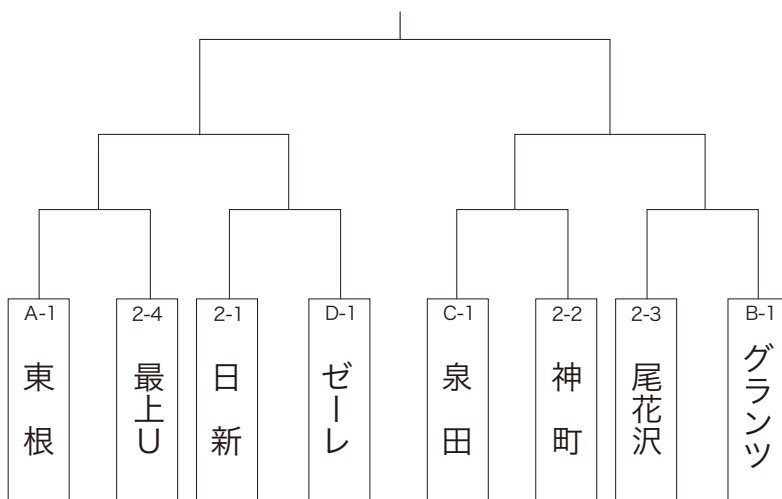 A-1
東根
2-4
最上U
2-1
日新
D-1
ゼーレ
C-1
泉田
2-2
神町
2-3
尾花沢
B-1
グランツ